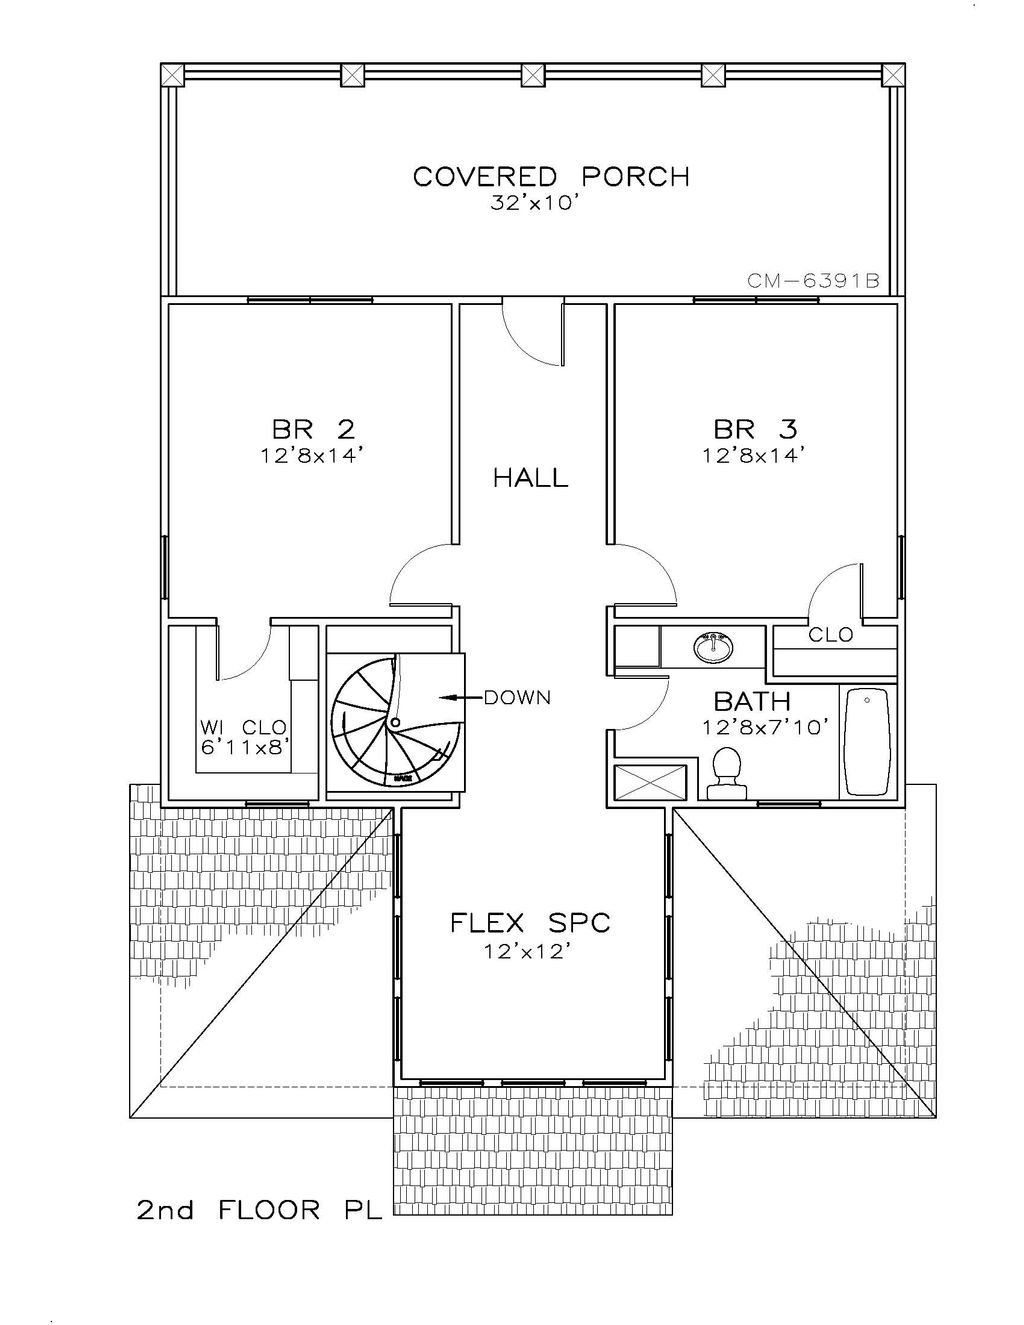 COVERED PORCH
32'x10'
CM-6391B
BR 2
12'8x14'
BR 3
12'8x14'
HALL
CLO
WI CLO
6'11x8'
DOWN
BATH
12'8x7'10'
FLEX SPC
12'x12'
2nd FLOOR PL